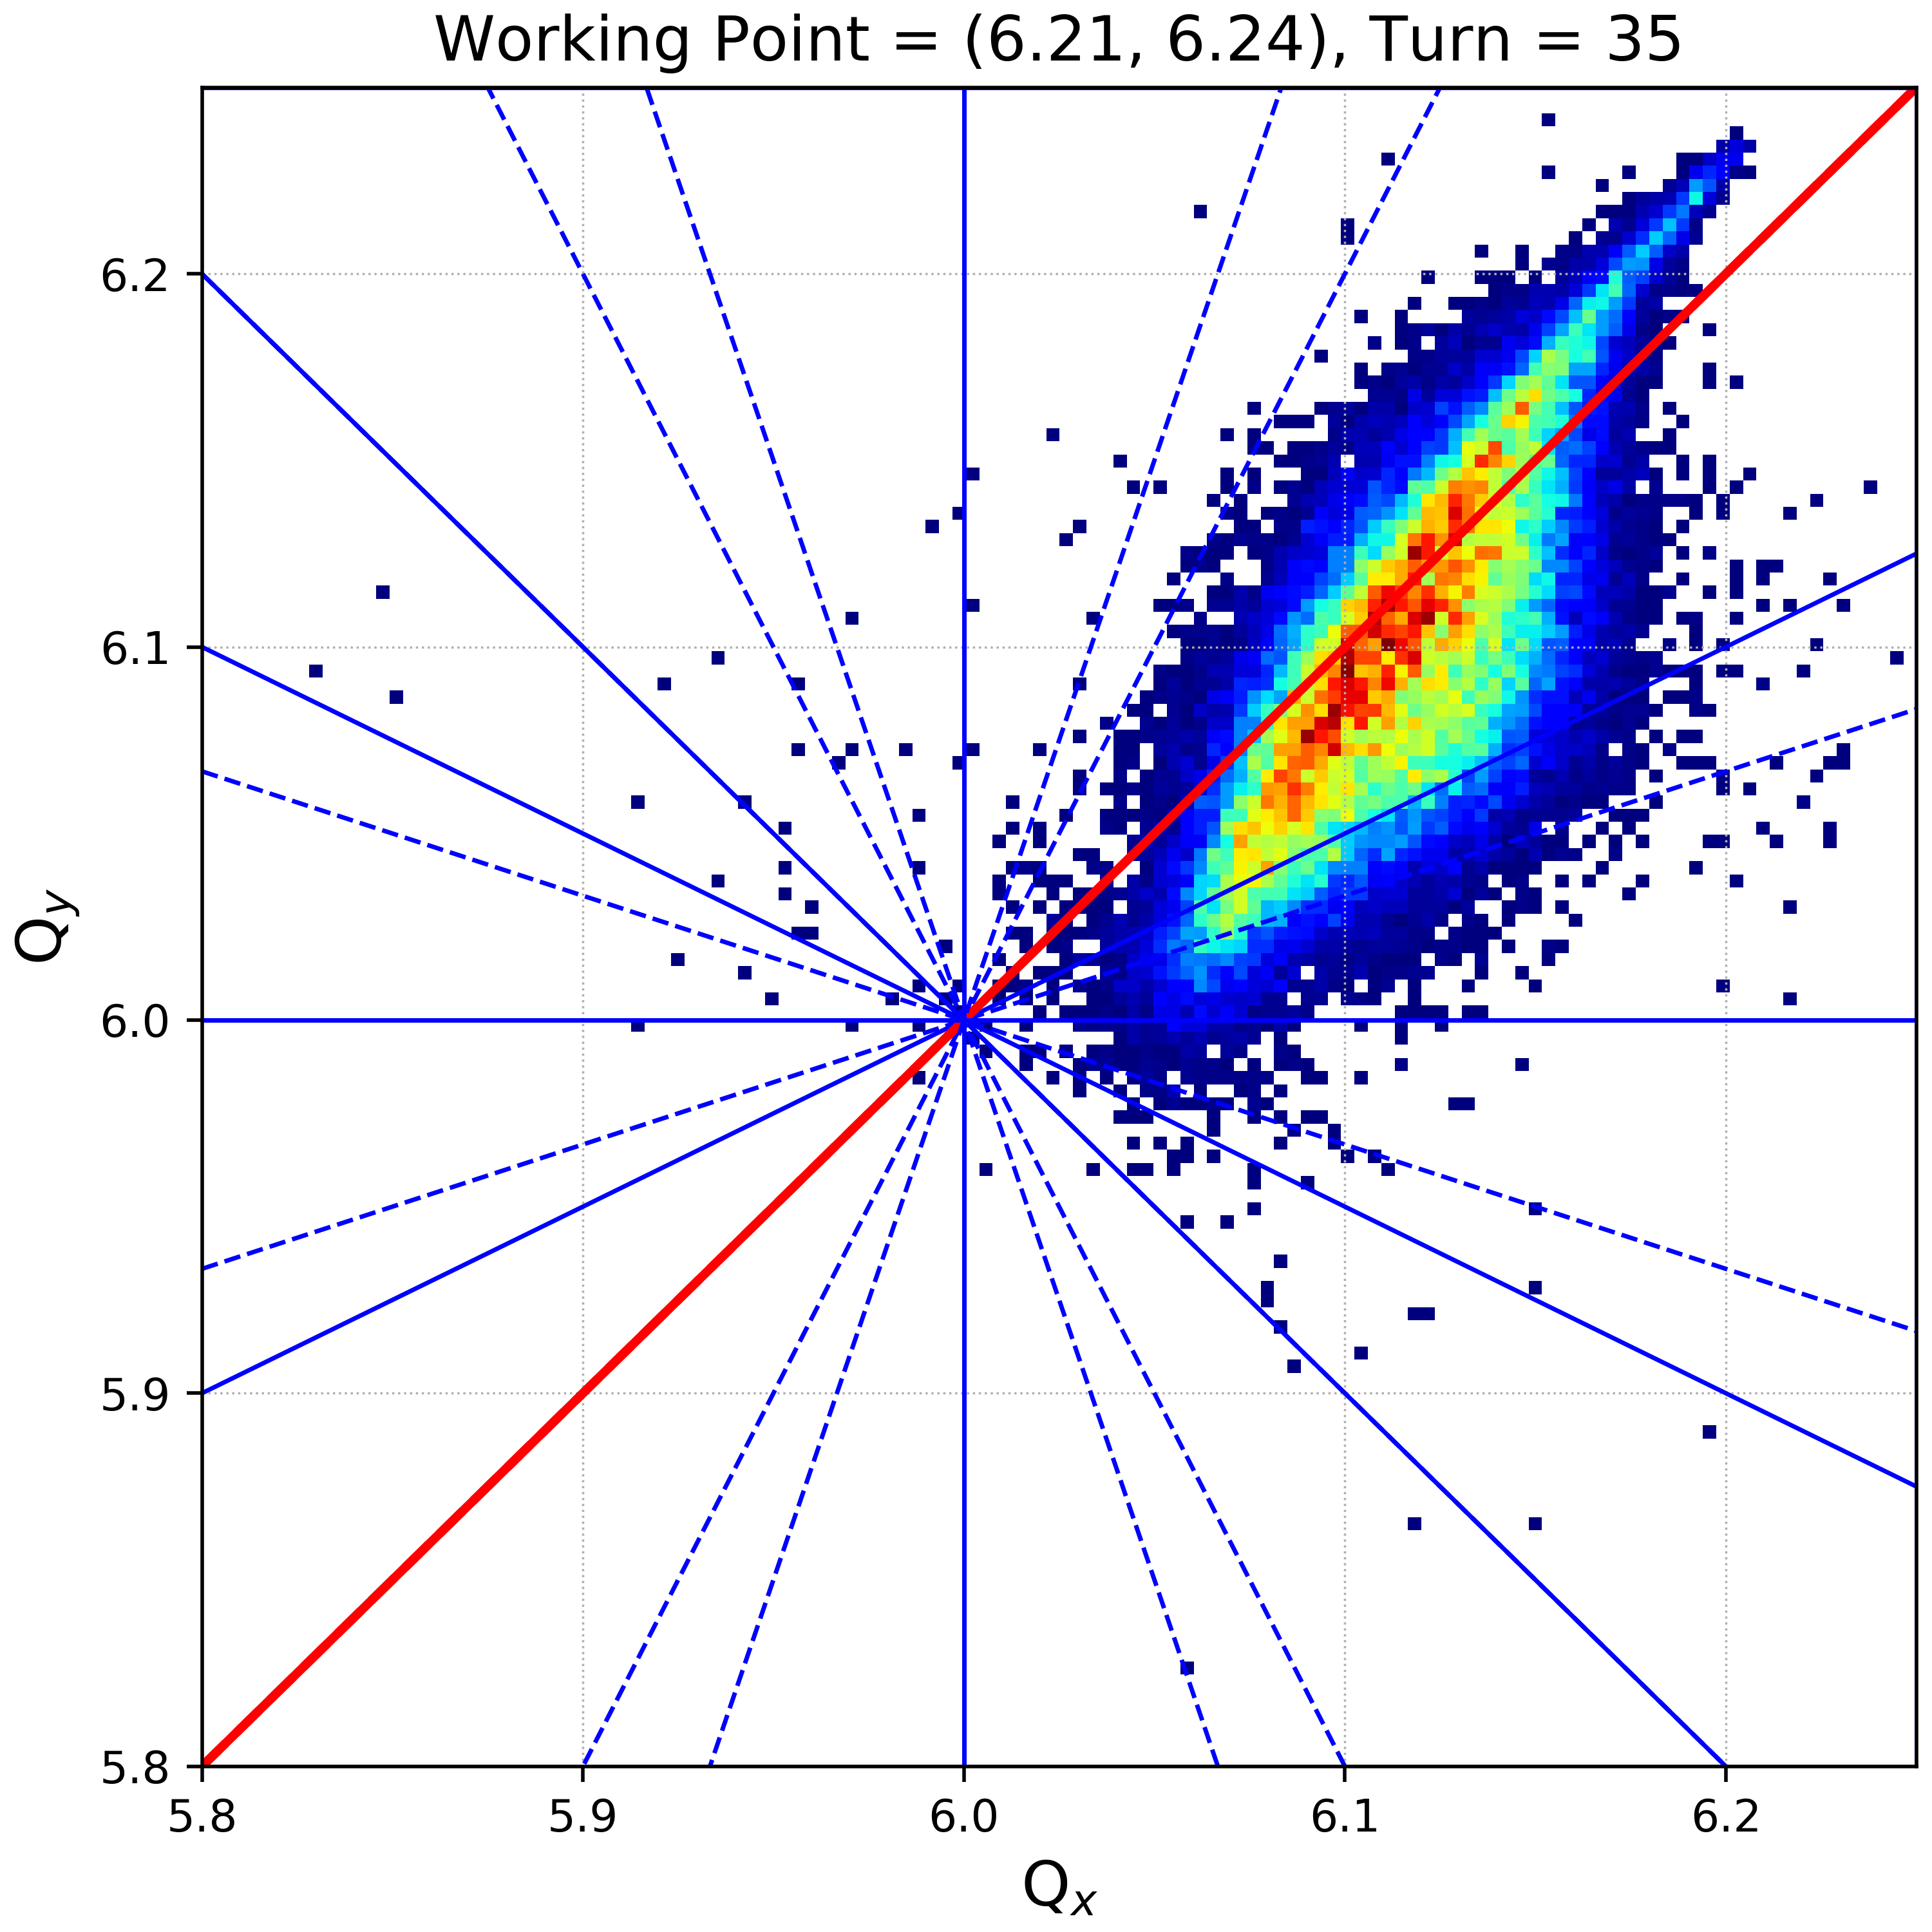 Working Point = (6.21, 6.24), Turn = 35
6.2
6.1
6.0
5.9
5.8
Qy
5.8 5.9 6.0 6.1 6.2
Qx